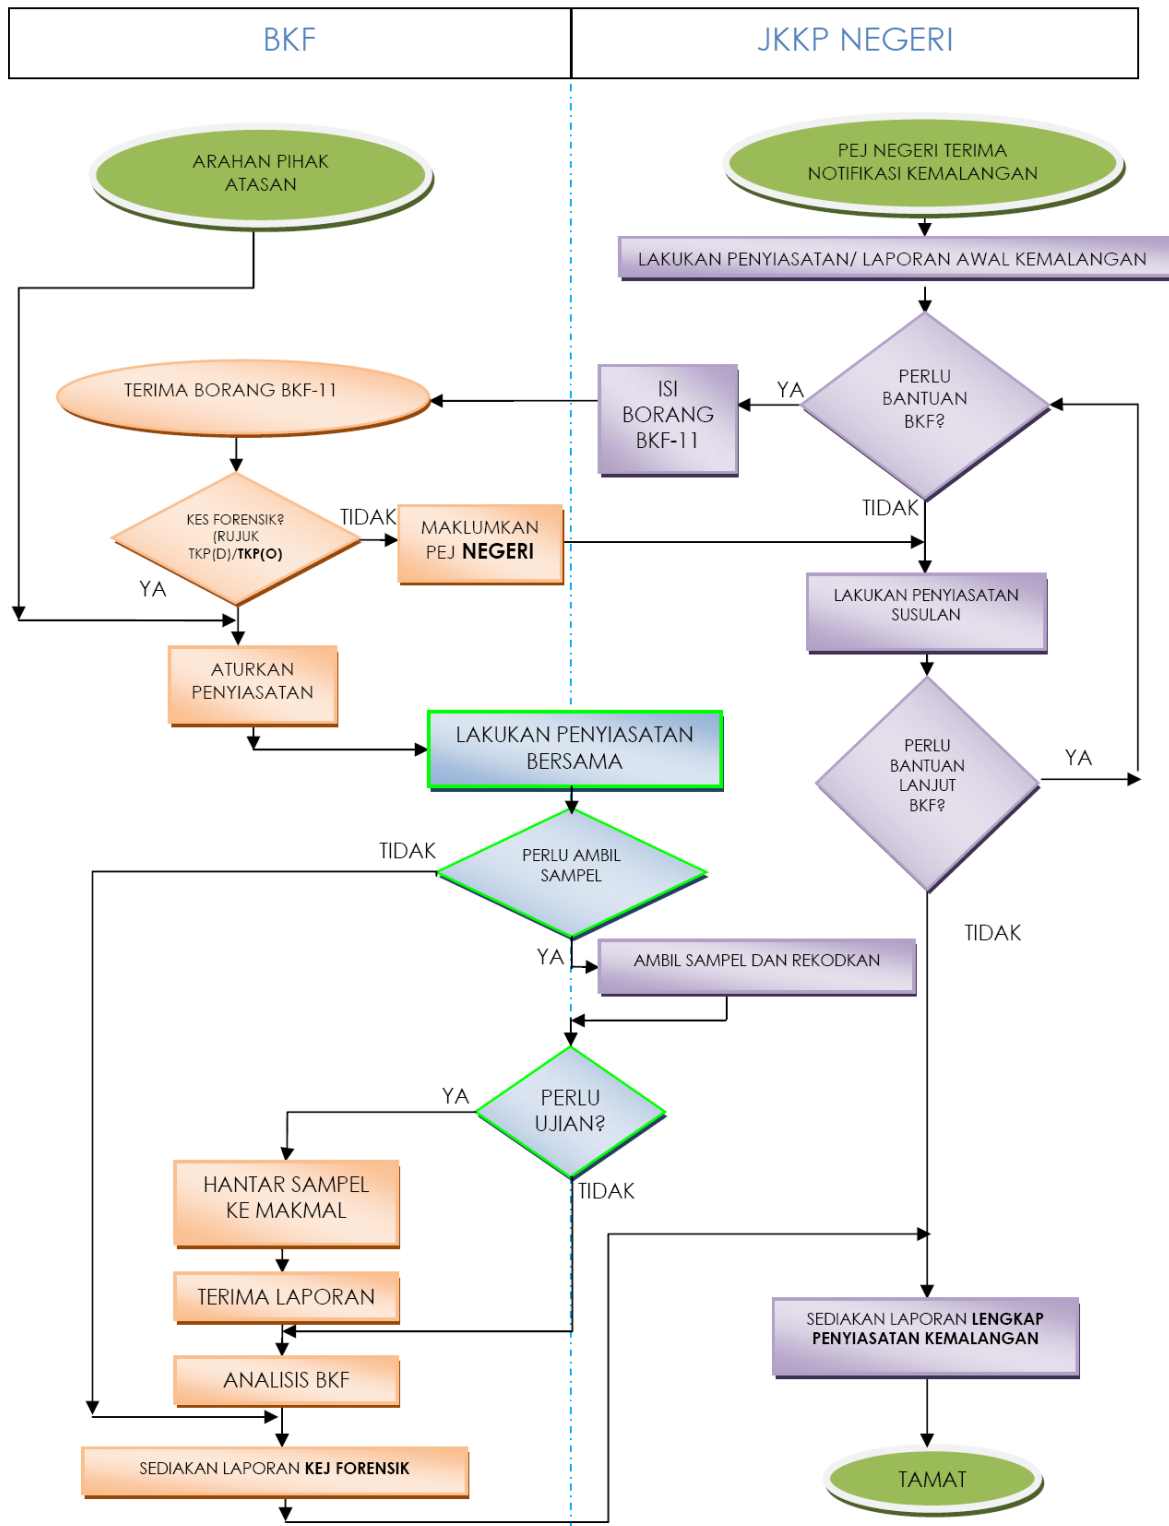 BKF
JKKP NEGERI
ARAHAN PIHAK
ATASAN
PEJ NEGERI TERIMA
NOTIFIKASI KEMALANGAN
LAKUKAN PENYIASATAN/ LAPORAN AWAL KEMALANGAN
TERIMA BORANG BKF-11
ISI
BORANG
BKF-11
YA
PERLU
BANTUAN
BKF?
TIDAK
KES FORENSIK?
(RUJUK
TKP(D)/TKP(O)
TIDAK
YA
MAKLUMKAN
PEJ NEGERI
LAKUKAN PENYIASATAN
SUSULAN
ATURKAN
PENYIASATAN
LAKUKAN PENYIASATAN
BERSAMA
PERLU
BANTUAN
LANJUT
BKF?
YA
TIDAK
TIDAK
PERLU AMBIL
SAMPEL
YA
AMBIL SAMPEL DAN REKODKAN
YA
PERLU
UJIAN?
TIDAK
HANTAR SAMPEL
KE MAKMAL
TERIMA LAPORAN
ANALISIS BKF
SEDIAKAN LAPORAN KEJ FORENSIK
SEDIAKAN LAPORAN LENGKAP
PENYIASATAN KEMALANGAN
TAMAT